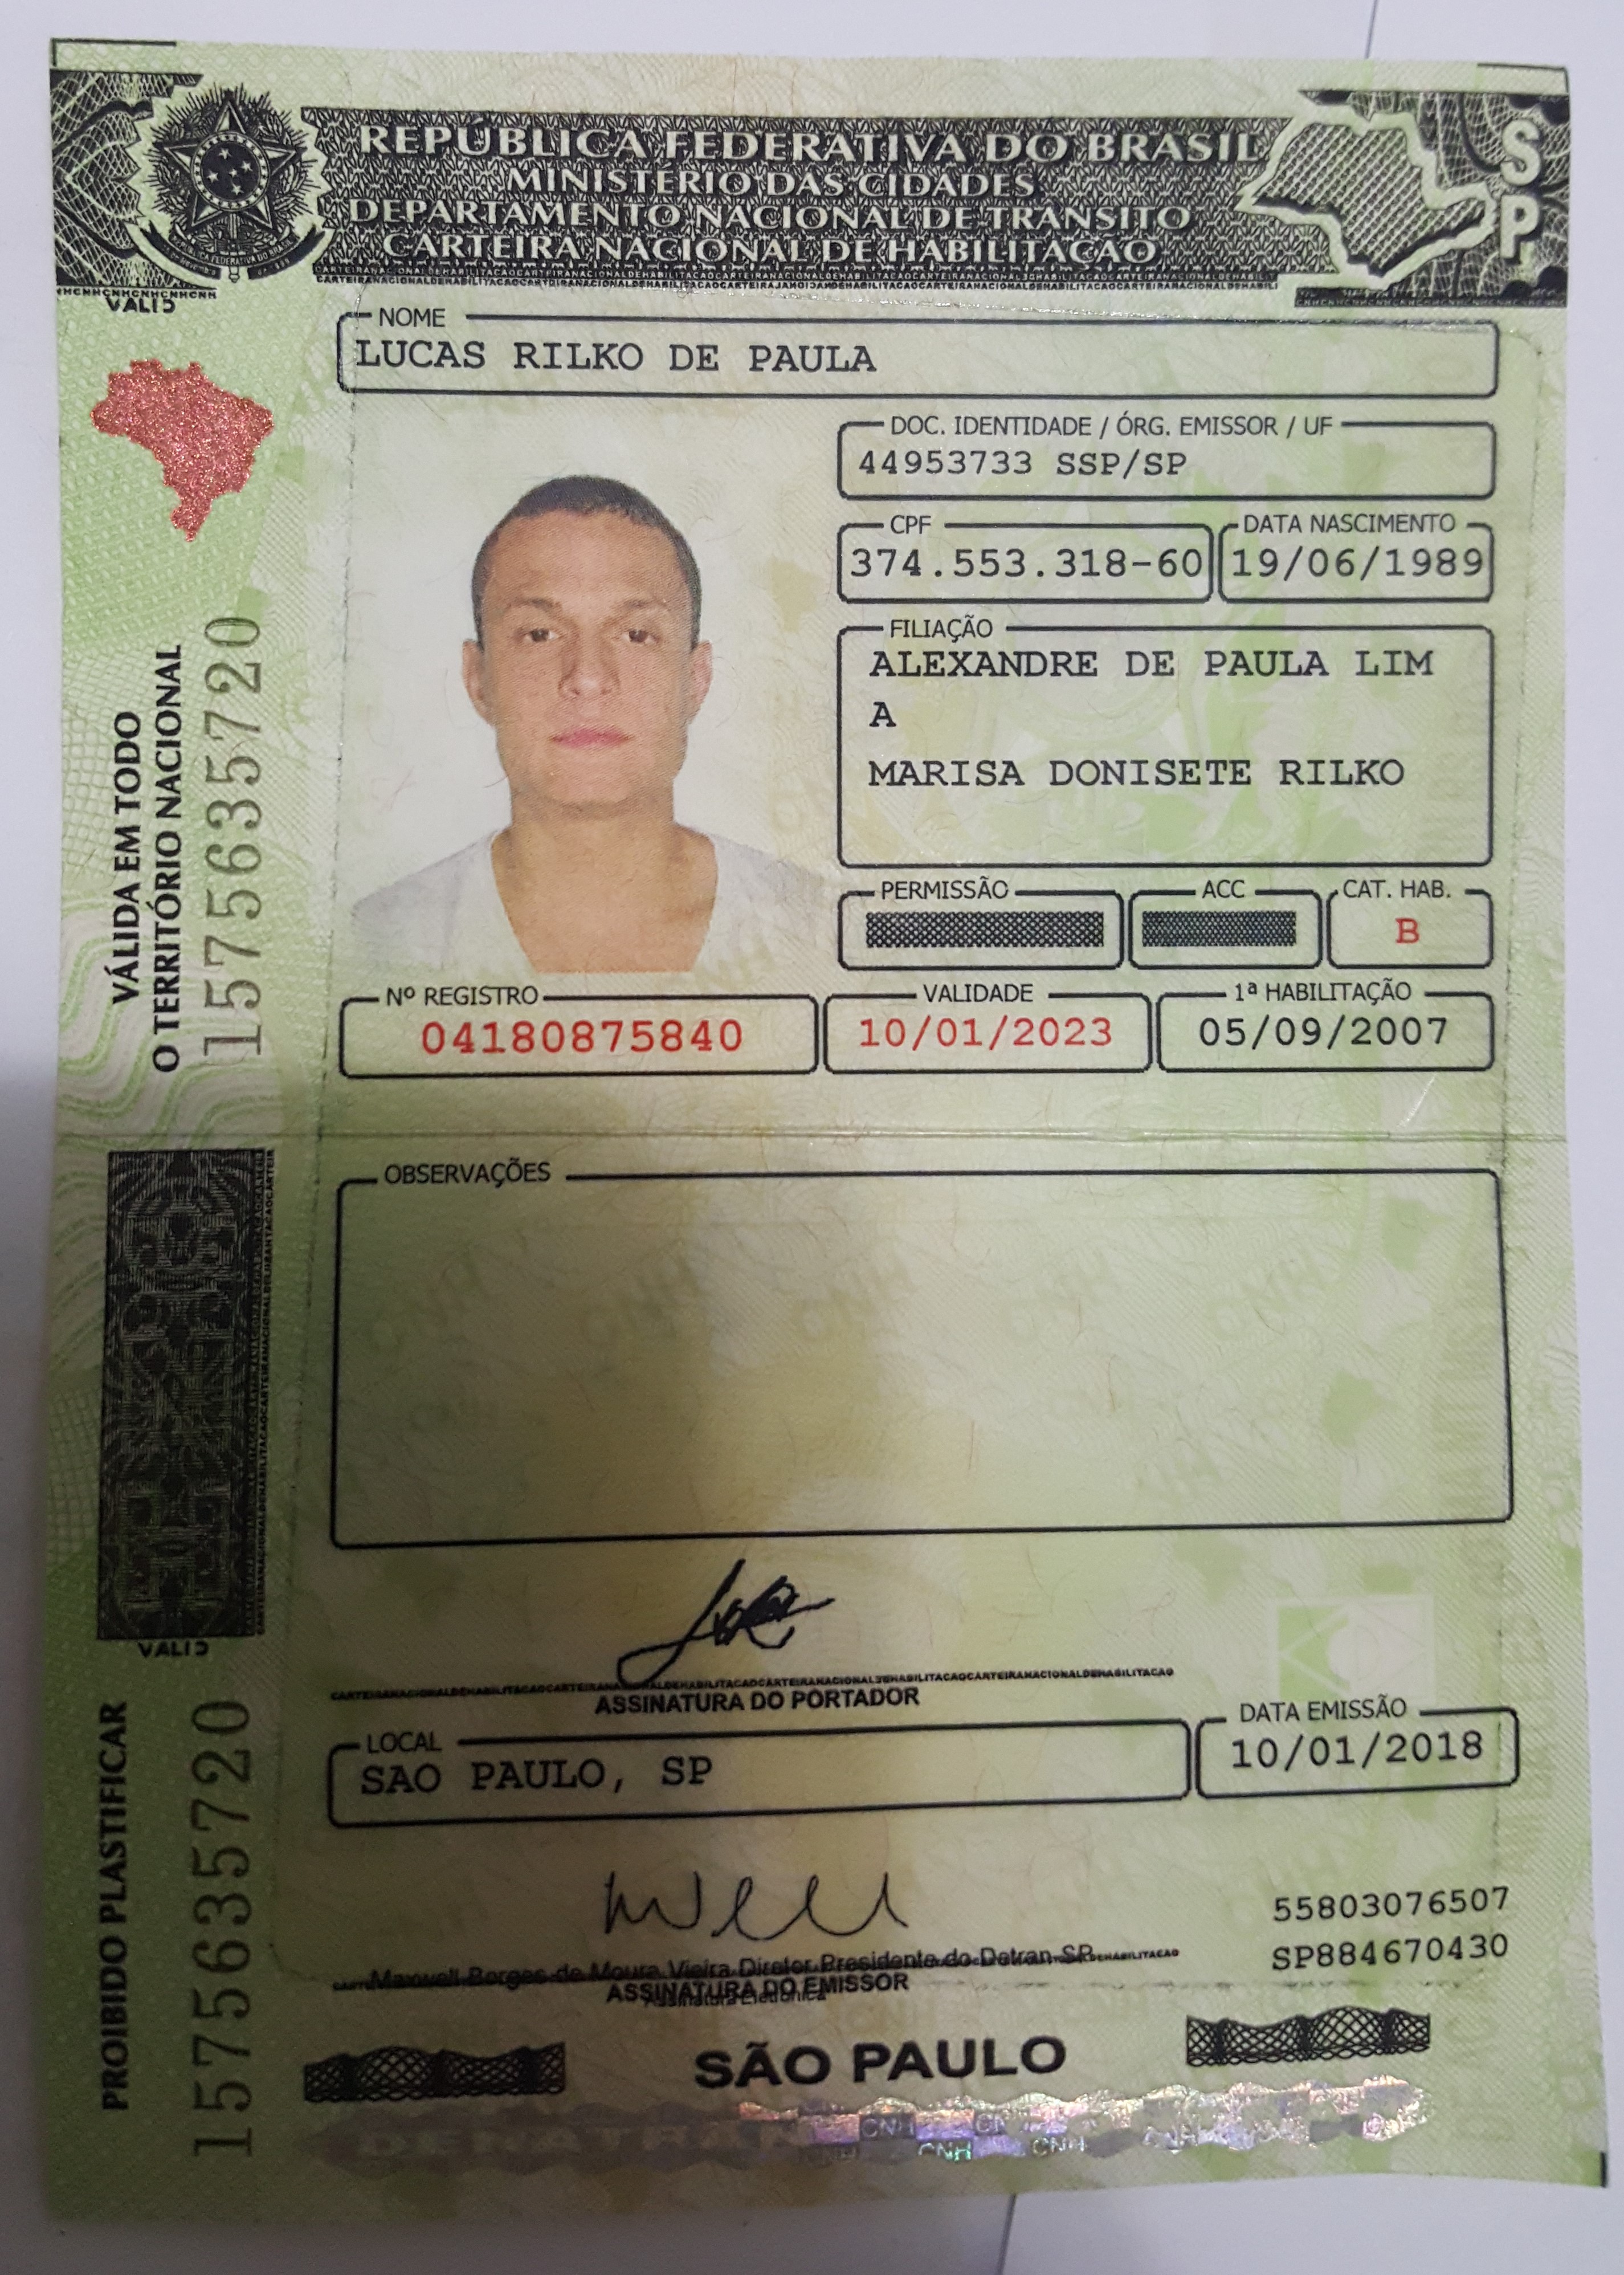 REPÚBLICA FEDERATIVA DO BRASIL
MINISTÉRIO DAS CIDADES
DEPARTAMENTO NACIONAL DE TRÂNSITO
CARTEIRA NACIONAL DE HABILITAÇÃO
SP
VALID
NOME
LUCAS RILKO DE PAULA
DOC. IDENTIDADE / ÓRG. EMISSOR / UF
44953733 SSP/SP
CPF
374.553.318-60
DATA NASCIMENTO
19/06/1989
FILIAÇÃO
ALEXANDRE DE PAULA LIM
A
MARISA DONISETE RILKO
PERMISSÃO
ACC
CAT. HAB.
B
Nº REGISTRO
04180875840
VALIDADE
10/01/2023
1ª HABILITAÇÃO
05/09/2007
VÁLIDA EM TODO
O TERRITÓRIO NACIONAL
1575635720
OBSERVAÇÕES
VALID
ASSINATURA DO PORTADOR
LOCAL
SAO PAULO, SP
DATA EMISSÃO
10/01/2018
PROIBIDO PLASTIFICAR
1575635720
55803076507
SP884670430
Maxwell Borges de Moura Vieira Diretor Presidente do Detran-SP
ASSINATURA DO EMISSOR
Assinatura Eletrônica
SÃO PAULO
DENATRAN
CNH CNH CNH CNH